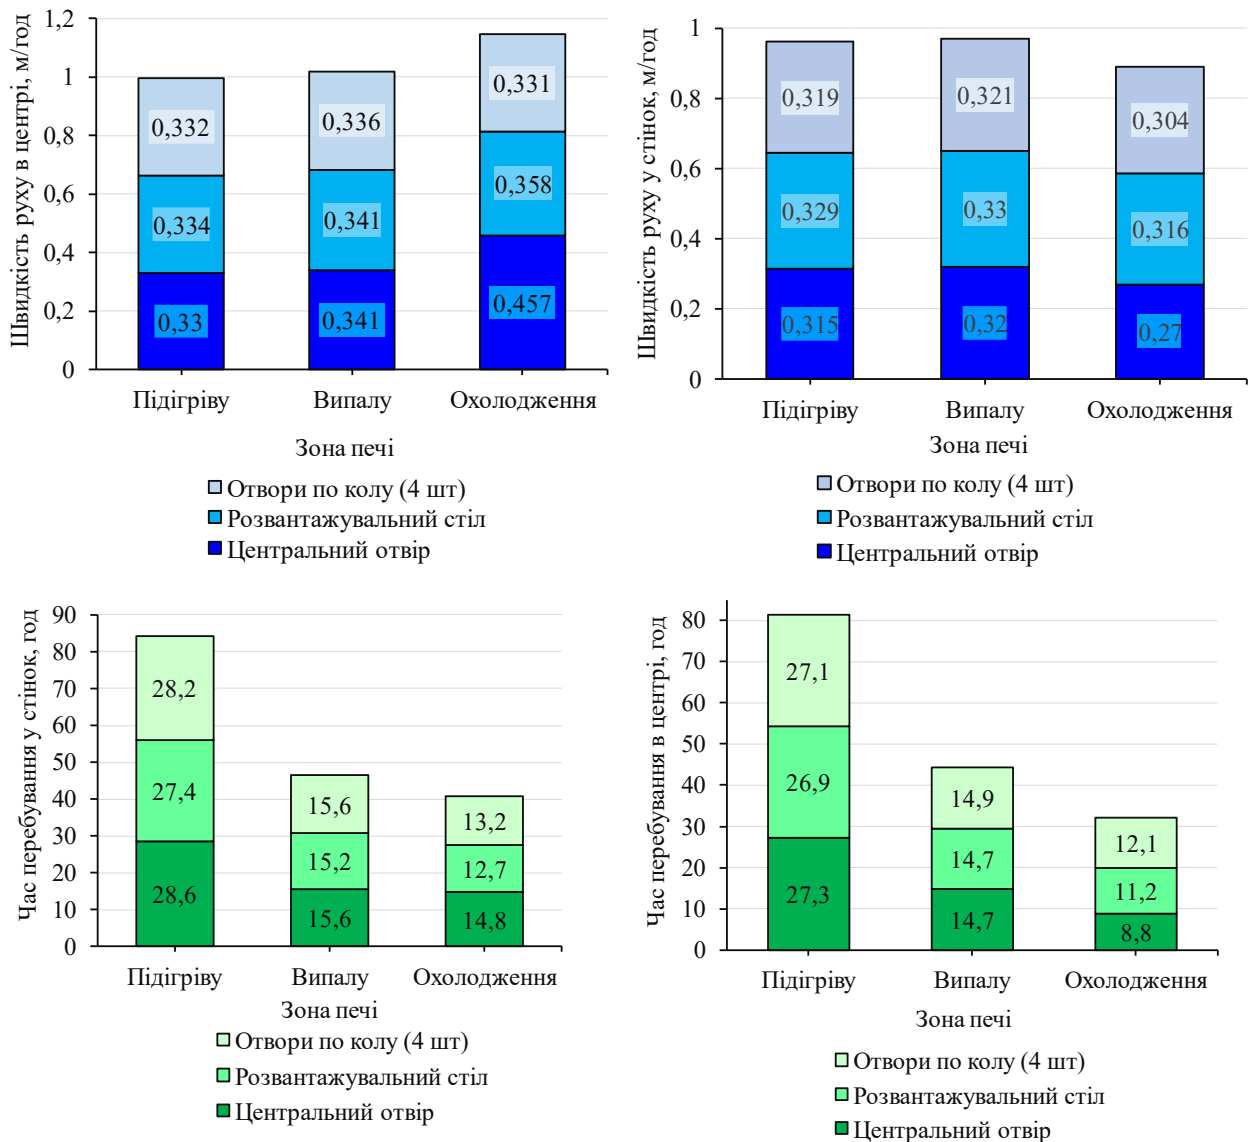 Швидкість руху в центрі, м/год
1,2
1
0,8
0,6
0,4
0,2
0
0,332
0,336
0,331
0,334
0,341
0,358
0,33
0,341
0,457
Підігріву
Випалу
Охолодження
Зона печі
Отвори по колу (4 шт)
Розвантажувальний стіл
Центральний отвір
Швидкість руху у стінок, м/год
1
0,8
0,6
0,4
0,2
0
0,319
0,321
0,304
0,329
0,33
0,316
0,315
0,32
0,27
Підігріву
Випалу
Охолодження
Зона печі
Отвори по колу (4 шт)
Розвантажувальний стіл
Центральний отвір
Час перебування у стінок, год
90
80
70
60
50
40
30
20
10
0
28,2
15,6
13,2
27,4
15,2
12,7
28,6
15,6
14,8
Підігріву
Випалу
Охолодження
Зона печі
Отвори по колу (4 шт)
Розвантажувальний стіл
Центральний отвір
Час перебування в центрі, год
80
70
60
50
40
30
20
10
0
27,1
14,9
12,1
26,9
14,7
11,2
27,3
14,7
8,8
Підігріву
Випалу
Охолодження
Зона печі
Отвори по колу (4 шт)
Розвантажувальний стіл
Центральний отвір